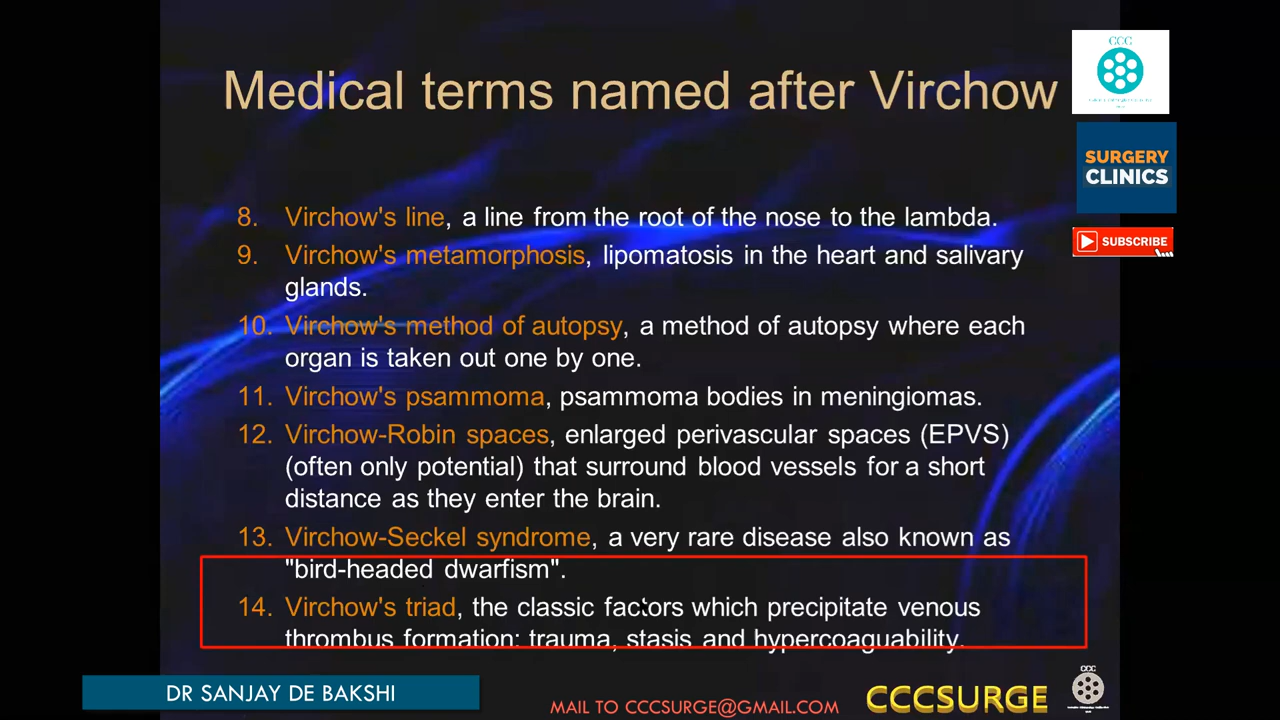 Medical terms named after Virchow
CCC
SURGERY
CLINICS
SUBSCRIBE
8. Virchow's line, a line from the root of the nose to the lambda.
9. Virchow's metamorphosis, lipomatosis in the heart and salivary
glands.
10. Virchow's method of autopsy, a method of autopsy where each
organ is taken out one by one.
11. Virchow's psammoma, psammoma bodies in meningiomas.
12. Virchow-Robin spaces, enlarged perivascular spaces (EPVS)
(often only potential) that surround blood vessels for a short
distance as they enter the brain.
13. Virchow-Seckel syndrome, a very rare disease also known as
"bird-headed dwarfism".
14. Virchow's triad, the classic factors which precipitate venous
thrombus formation: trauma, stasis and hypercoaguability.
DR SANJAY DE BAKSHI
MAIL TO CCCSURGE@GMAIL.COM
CCCSURGE
CCC